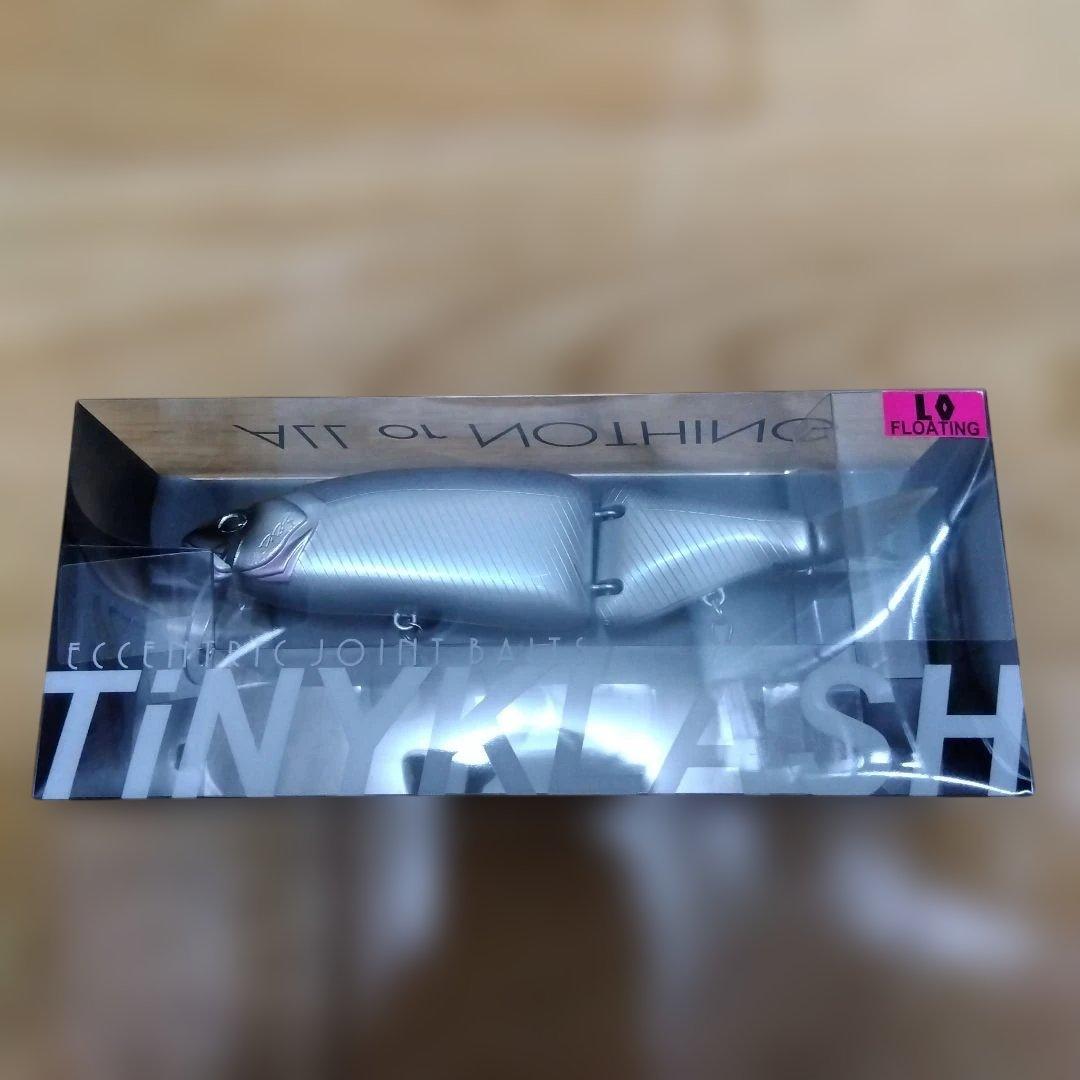 ALL or NOTHING
LO
FLOATING
ECCENTRIC JOINT BAITS
TiNYKLASH